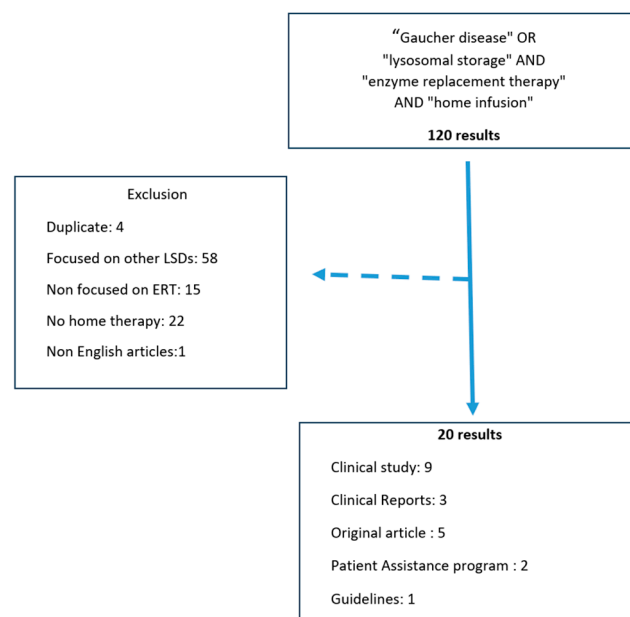 “Gaucher disease" OR
"lysosomal storage" AND
"enzyme replacement therapy"
AND "home infusion"
120 results
Exclusion
Duplicate: 4
Focused on other LSDs: 58
Non focused on ERT: 15
No home therapy: 22
Non English articles:1
20 results
Clinical study: 9
Clinical Reports: 3
Original article : 5
Patient Assistance program : 2
Guidelines: 1